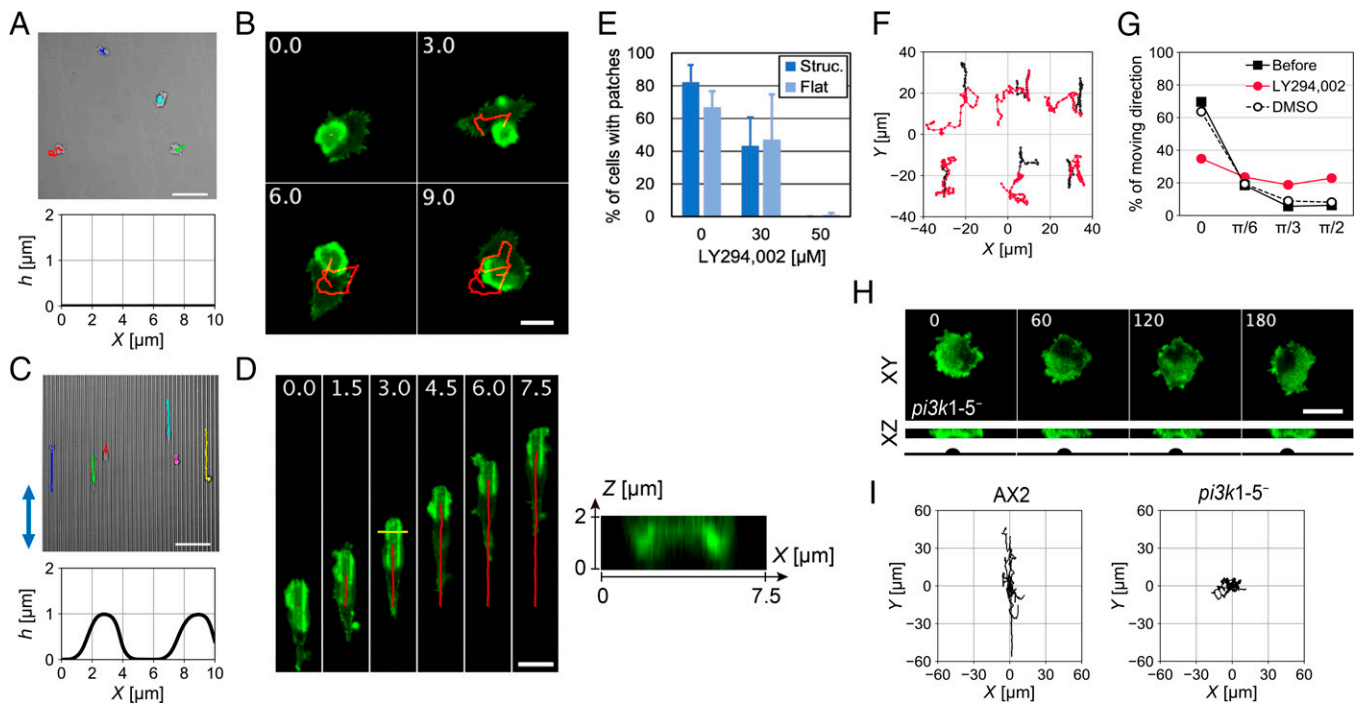 A
2
1
0
h [µm]
0 2 4 6 8 10
X [µm]
B
0.0
3.0
6.0
9.0
C
2
1
0
h [µm]
0 2 4 6 8 10
X [µm]
D
0.0
1.5
3.0
4.5
6.0
7.5
Z [µm]
2
0
X [µm]
0
7.5
E
100
80
60
40
20
0
% of cells with patches
Struc.
Flat
0 30 50
LY294,002 [µM]
F
40
20
0
−20
−40
Y [µm]
−40 −20 0 20 40
X [µm]
G
100
80
60
40
20
0
% of moving direction
Before
LY294,002
DMSO
0 π/6 π/3 π/2
H
XY
0
60
120
180
pi3k1-5⁻
XZ
I
AX2
60
30
0
−30
−60
Y [µm]
−60 −30 0 30 60
X [µm]
pi3k1-5⁻
60
30
0
−30
−60
Y [µm]
−60 −30 0 30 60
X [µm]